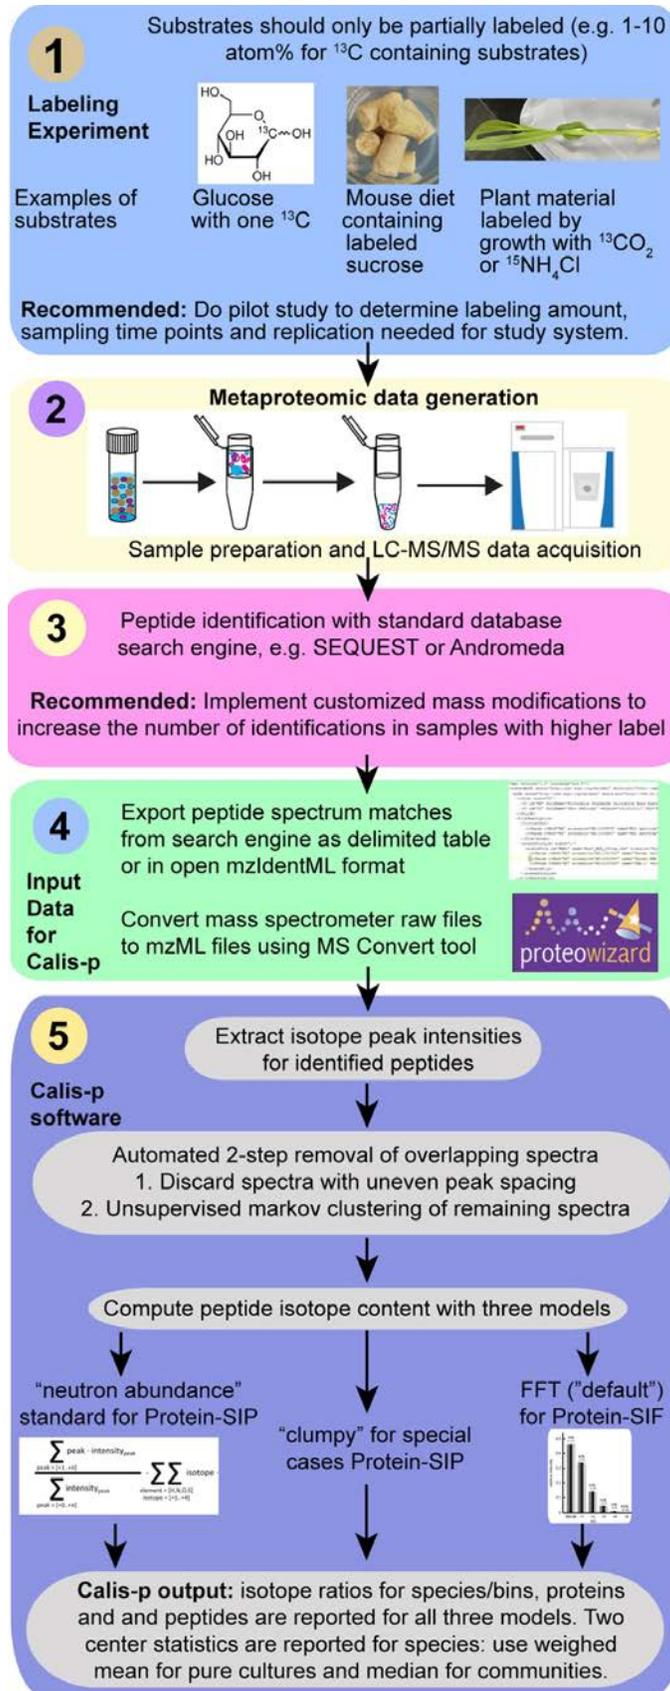 1
Labeling
Experiment
Substrates should only be partially labeled (e.g. 1-10
atom% for ¹³C containing substrates)
HO
O
¹³C
OH
OH
HO
OH
Examples of
substrates
Glucose
with one ¹³C
Mouse diet
containing
labeled
sucrose
Plant material
labeled by
growth with ¹³CO₂
or ¹⁵NH₄Cl
Recommended: Do pilot study to determine labeling amount,
sampling time points and replication needed for study system.
2
Metaproteomic data generation
Sample preparation and LC-MS/MS data acquisition
3
Peptide identification with standard database
search engine, e.g. SEQUEST or Andromeda
Recommended: Implement customized mass modifications to
increase the number of identifications in samples with higher label
4
Input
Data
for
Calis-p
Export peptide spectrum matches
from search engine as delimited table
or in open mzIdentML format
Convert mass spectrometer raw files
to mzML files using MS Convert tool
proteowizard
5
Calis-p
software
Extract isotope peak intensities
for identified peptides
Automated 2-step removal of overlapping spectra
1. Discard spectra with uneven peak spacing
2. Unsupervised markov clustering of remaining spectra
Compute peptide isotope content with three models
“neutron abundance”
standard for Protein-SIP
∑ peak · intensity
∑ intensity
- ∑ ∑ isotope
“clumpy” for special
cases Protein-SIP
FFT (”default”)
for Protein-SIF
Calis-p output: isotope ratios for species/bins, proteins
and and peptides are reported for all three models. Two
center statistics are reported for species: use weighed
mean for pure cultures and median for communities.